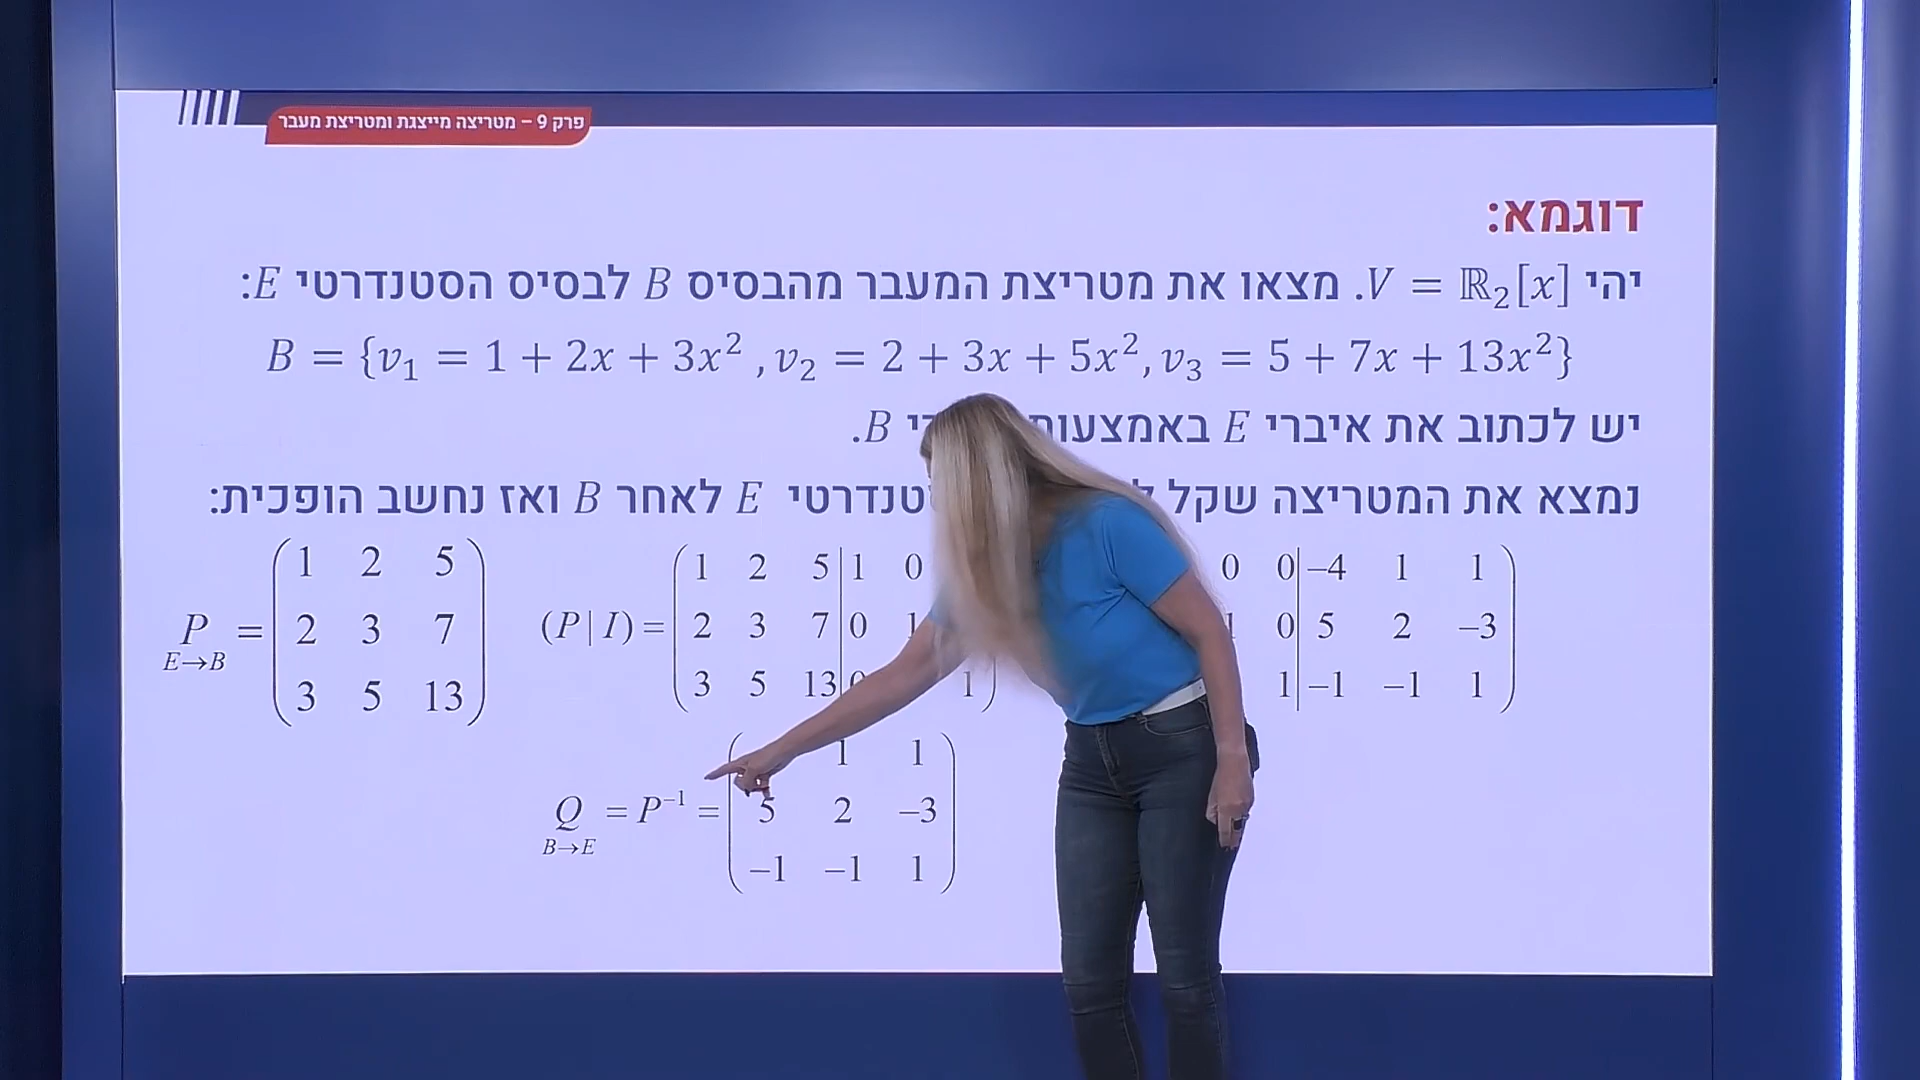 פרק 9 – מטריצה מייצגת ומטריצת מעבר
דוגמא:
יהי V = ℝ₂[x]. מצאו את מטריצת המעבר מהבסיס B לבסיס הסטנדרטי E:
B = {v₁ = 1 + 2x + 3x² , v₂ = 2 + 3x + 5x², v₃ = 5 + 7x + 13x²}
יש לכתוב את איברי E B.
נמצא את המטריצה שקל E לאחר B ואז נחשב הופכית:
1 2 5 1 2 5 | 1 0 0 0 | –4 1 1
P = 2 3 7 (P | I) = 2 3 7 | 0 1 0 | 5 2 –3
E→B
3 5 13 3 5 13 | 1 1 | –1 –1 1
1 1
Q = P⁻¹ = 5 2 –3
B→E
–1 –1 1